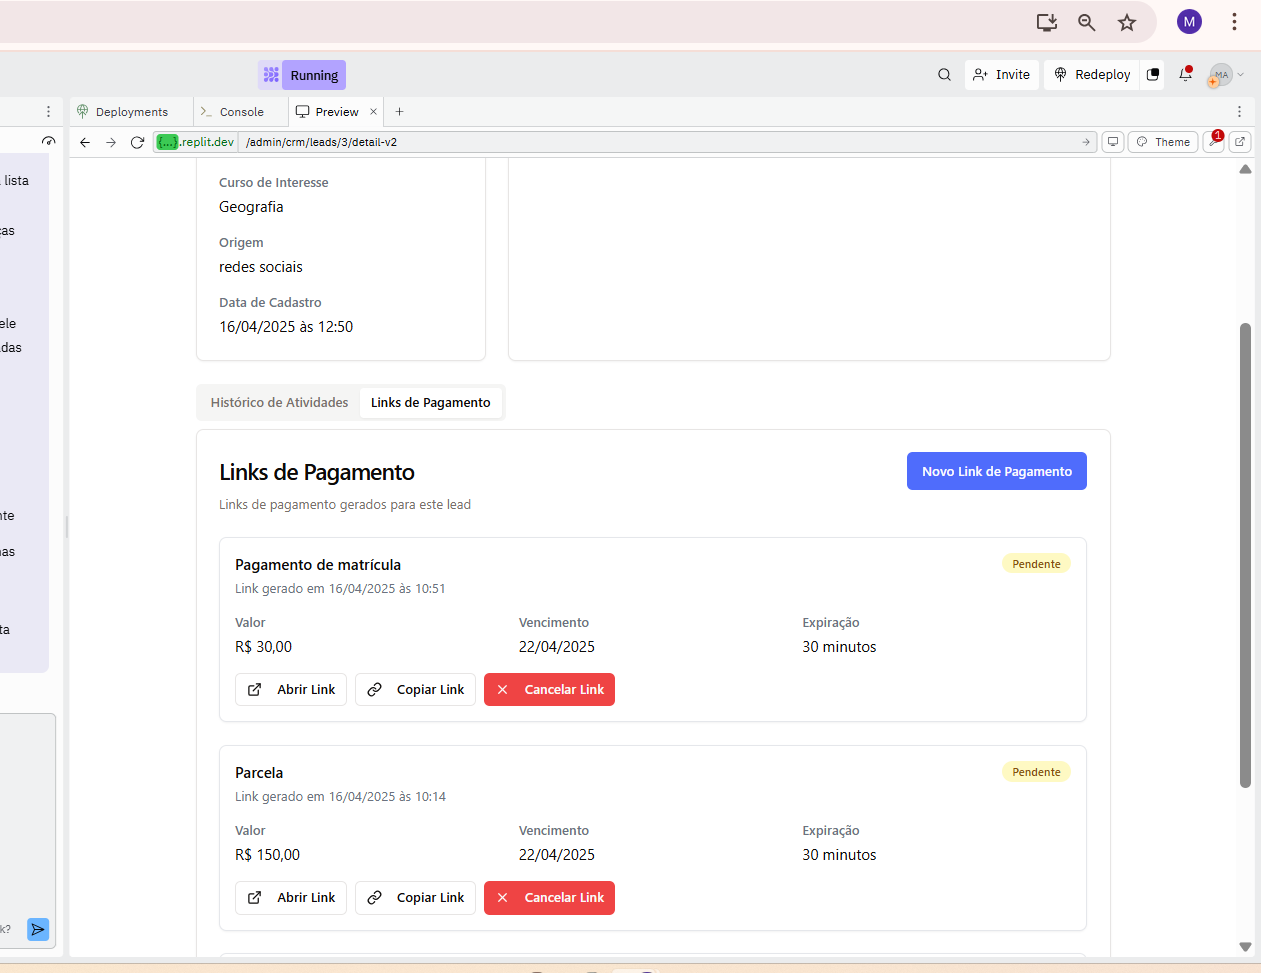 M
Running
Invite
Redeploy
MA
Deployments
Console
Preview
{...}.replit.dev /admin/crm/leads/3/detail-v2
Theme
1
lista
ças
ele
das
nte
nas
ta
k?
Curso de Interesse
Geografia
Origem
redes sociais
Data de Cadastro
16/04/2025 às 12:50
Histórico de Atividades
Links de Pagamento
Links de Pagamento
Novo Link de Pagamento
Links de pagamento gerados para este lead
Pagamento de matrícula
Pendente
Link gerado em 16/04/2025 às 10:51
Valor Vencimento Expiração
R$ 30,00 22/04/2025 30 minutos
Abrir Link Copiar Link Cancelar Link
Parcela
Pendente
Link gerado em 16/04/2025 às 10:14
Valor Vencimento Expiração
R$ 150,00 22/04/2025 30 minutos
Abrir Link Copiar Link Cancelar Link